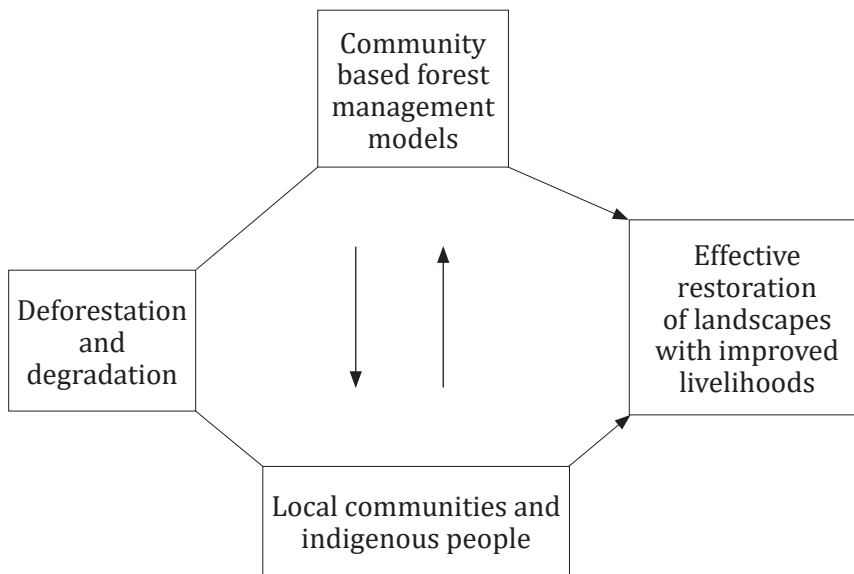 Community
based forest
management
models
Deforestation
and
degradation
Effective
restoration
of landscapes
with improved
livelihoods
Local communities and
indigenous people